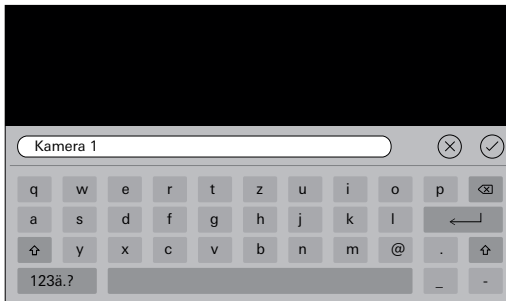 Kamera 1
q w e r t z u i o p
a s d f g h j k l
y x c v b n m @ .
123ä.? _ -